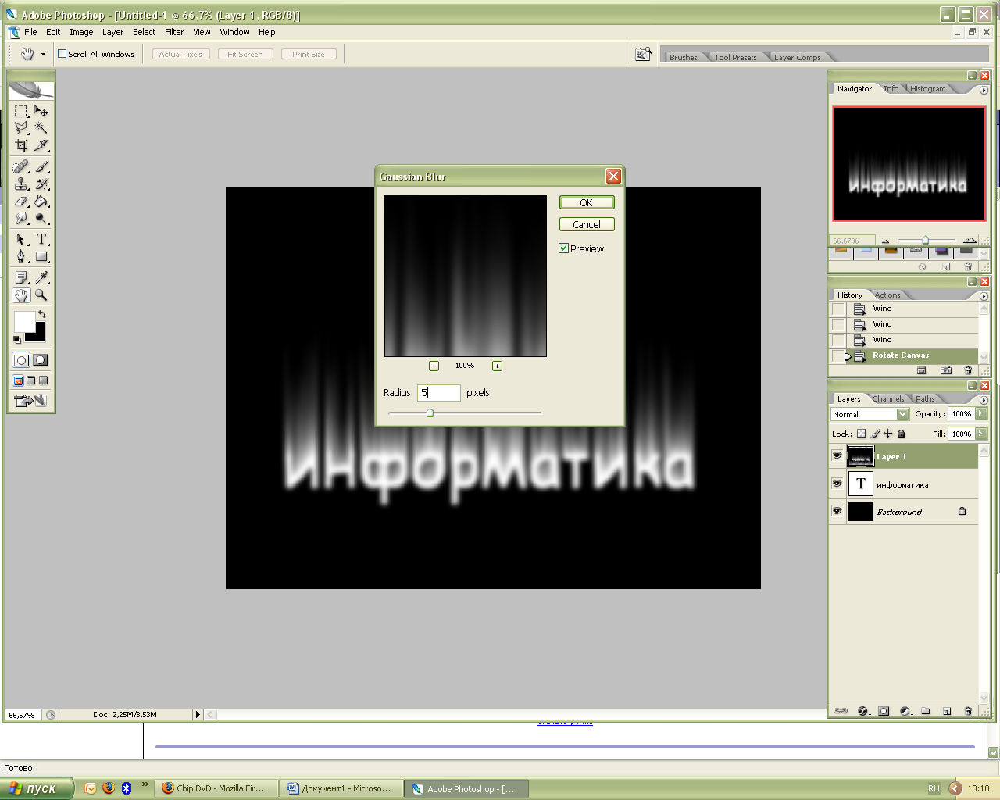 Adobe Photoshop - [Untitled-1 @ 66,7% (Layer 1, RGB/8)]
File Edit Image Layer Select Filter View Window Help
Scroll All Windows Actual Pixels Fit Screen Print Size Brushes Tool Presets Layer Comps
Navigator Info Histogram
информатика
66.67%
Gaussian Blur
OK
Cancel
Preview
100%
Radius: 5 pixels
информатика
History Actions
Wind
Wind
Wind
Rotate Canvas
Layers Channels Paths
Normal Opacity: 100%
Lock: Fill: 100%
Layer 1
T информатика
Background
66,67% Doc: 2,25M/3,53M
Готово
пуск Chip DVD - Mozilla Fir... Документ1 - Microso... Adobe Photoshop - [... RU 18:10